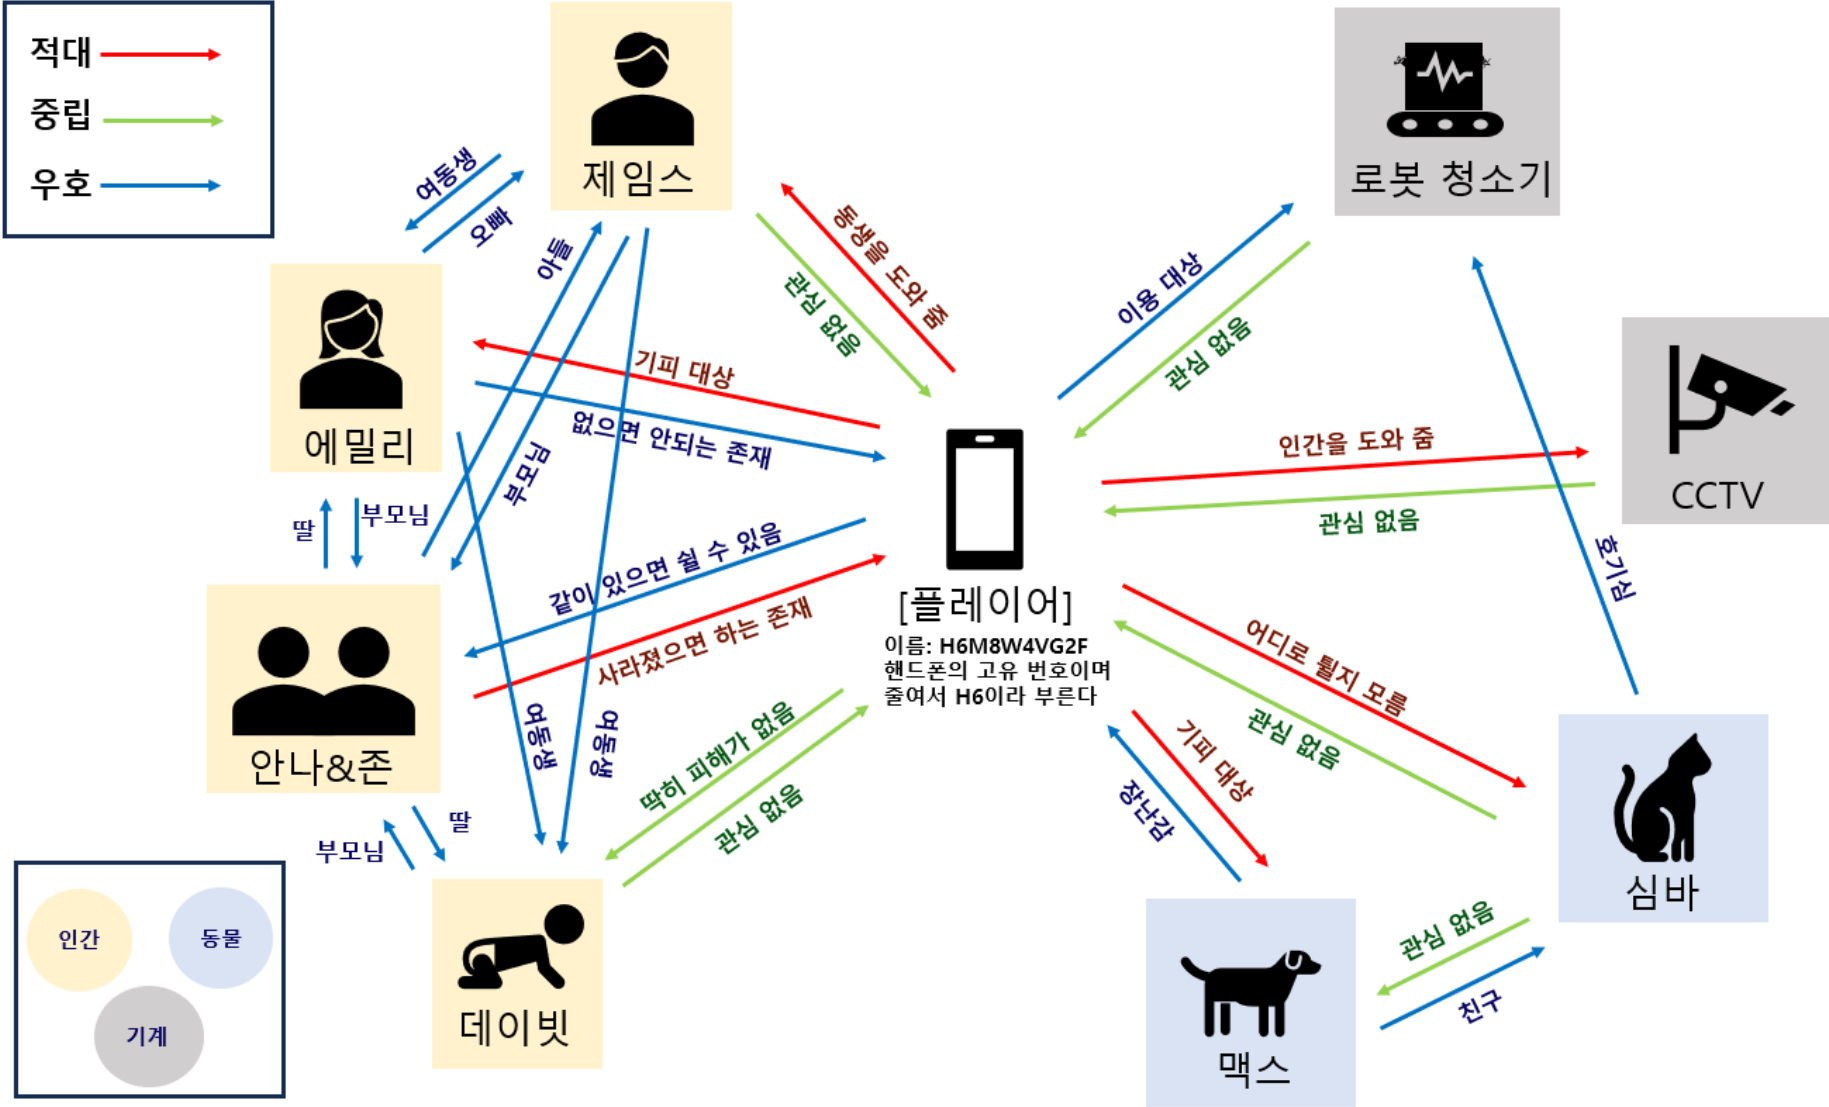 적대
중립
우호
제임스
로봇 청소기
여동생
오빠
아들
동생을 도와 줌
관심 없음
이용 대상
관심 없음
에밀리
기피 대상
없으면 안되는 존재
부모님
인간을 도와 줌
관심 없음
CCTV
호기심
딸
부모님
같이 있으면 쉴 수 있음
사라졌으면 하는 존재
[플레이어]
이름: H6M8W4VG2F
핸드폰의 고유 번호이며
줄여서 H6이라 부른다
안나&존
여동생
여동생
딱히 피해가 없음
관심 없음
어디로 튈지 모름
관심 없음
기피 대상
장난감
부모님
딸
심바
데이빗
관심 없음
친구
맥스
인간
동물
기계